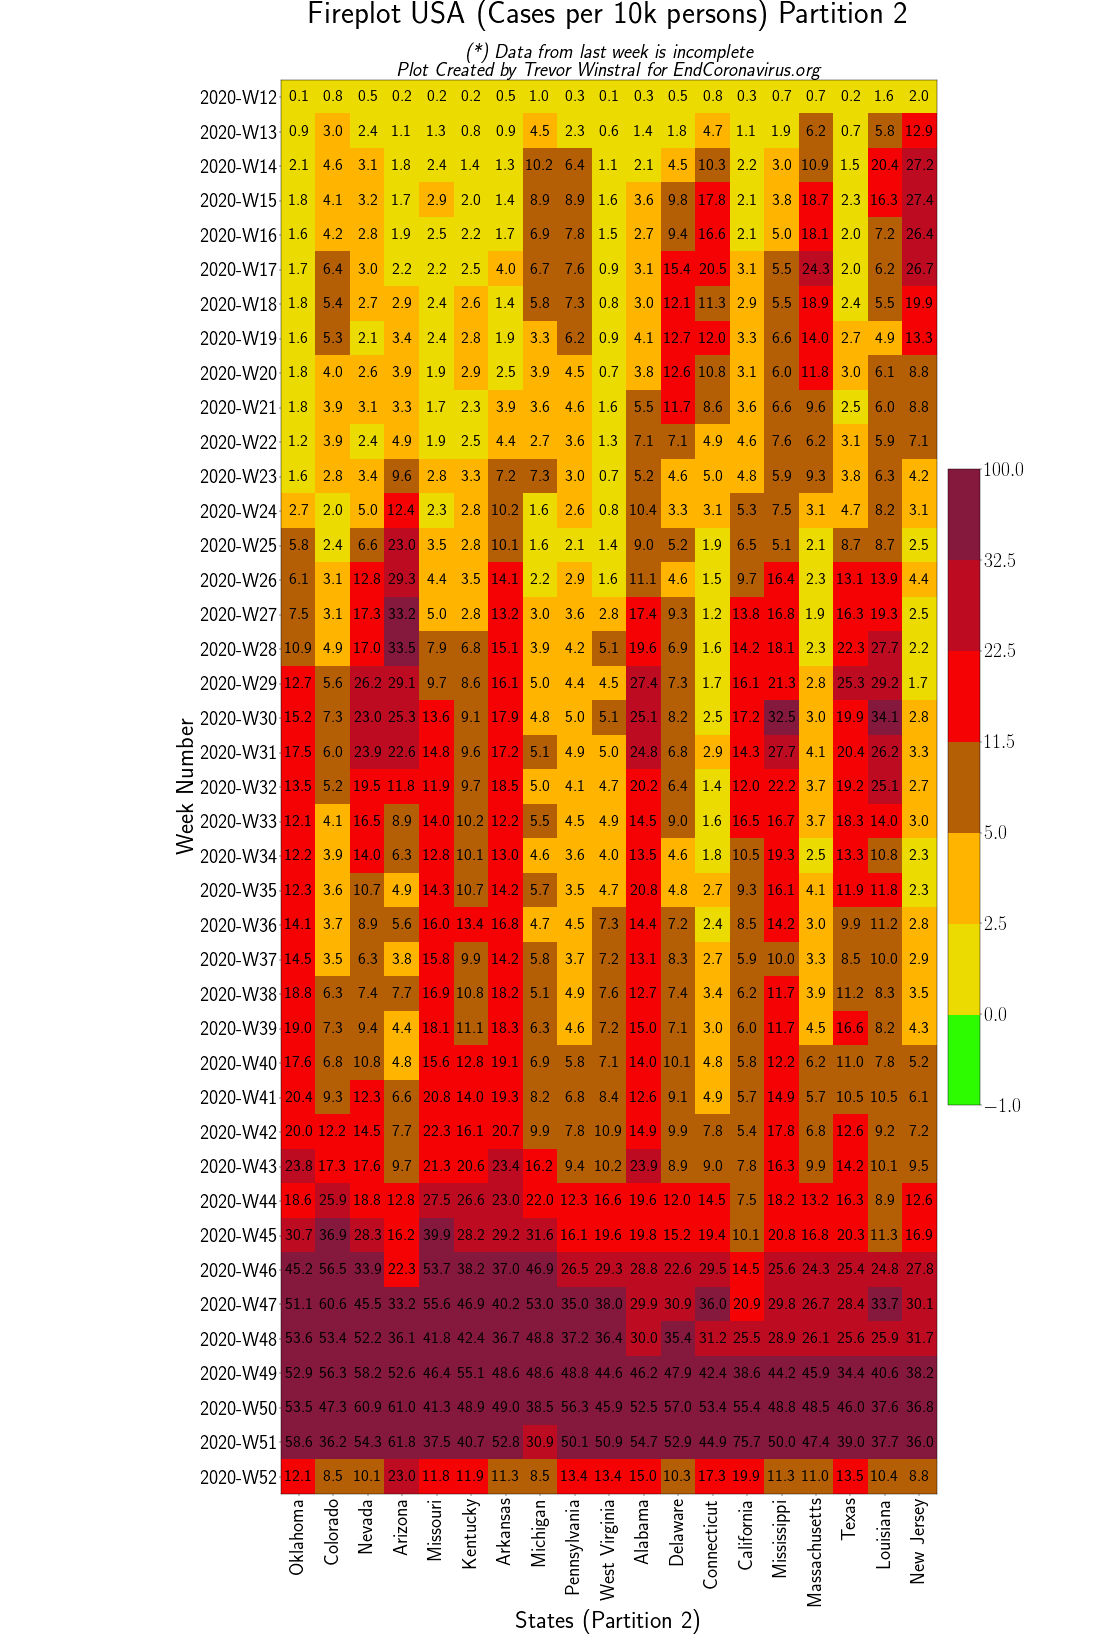 Fireplot USA (Cases per 10k persons) Partition 2
(*) Data from last week is incomplete
Plot Created by Trevor Winstral for EndCoronavirus.org
2020-W12 0.1 0.8 0.5 0.2 0.2 0.2 0.5 1.0 0.3 0.1 0.3 0.5 0.8 0.3 0.7 0.7 0.2 1.6 2.0
2020-W13 0.9 3.0 2.4 1.1 1.3 0.8 0.9 4.5 2.3 0.6 1.4 1.8 4.7 1.1 1.9 6.2 0.7 5.8 12.9
2020-W14 2.1 4.6 3.1 1.8 2.4 1.4 1.3 10.2 6.4 1.1 2.1 4.5 10.3 2.2 3.0 10.9 1.5 20.4 27.2
2020-W15 1.8 4.1 3.2 1.7 2.9 2.0 1.4 8.9 8.9 1.6 3.6 9.8 17.8 2.1 3.8 18.7 2.3 16.3 27.4
2020-W16 1.6 4.2 2.8 1.9 2.5 2.2 1.7 6.9 7.8 1.5 2.7 9.4 16.6 2.1 5.0 18.1 2.0 7.2 26.4
2020-W17 1.7 6.4 3.0 2.2 2.2 2.5 4.0 6.7 7.6 0.9 3.1 15.4 20.5 3.1 5.5 24.3 2.0 6.2 26.7
2020-W18 1.8 5.4 2.7 2.9 2.4 2.6 1.4 5.8 7.3 0.8 3.0 12.1 11.3 2.9 5.5 18.9 2.4 5.5 19.9
2020-W19 1.6 5.3 2.1 3.4 2.4 2.8 1.9 3.3 6.2 0.9 4.1 12.7 12.0 3.3 6.6 14.0 2.7 4.9 13.3
2020-W20 1.8 4.0 2.6 3.9 1.9 2.9 2.5 3.9 4.5 0.7 3.8 12.6 10.8 3.1 6.0 11.8 3.0 6.1 8.8
2020-W21 1.8 3.9 3.1 3.3 1.7 2.3 3.9 3.6 4.6 1.6 5.5 11.7 8.6 3.6 6.6 9.6 2.5 6.0 8.8
2020-W22 1.2 3.9 2.4 4.9 1.9 2.5 4.4 2.7 3.6 1.3 7.1 7.1 4.9 4.6 7.6 6.2 3.1 5.9 7.1
2020-W23 1.6 2.8 3.4 9.6 2.8 3.3 7.2 7.3 3.0 0.7 5.2 4.6 5.0 4.8 5.9 9.3 3.8 6.3 4.2
2020-W24 2.7 2.0 5.0 12.4 2.3 2.8 10.2 1.6 2.6 0.8 10.4 3.3 3.1 5.3 7.5 3.1 4.7 8.2 3.1
2020-W25 5.8 2.4 6.6 23.0 3.5 2.8 10.1 1.6 2.1 1.4 9.0 5.2 1.9 6.5 5.1 2.1 8.7 8.7 2.5
2020-W26 6.1 3.1 12.8 29.3 4.4 3.5 14.1 2.2 2.9 1.6 11.1 4.6 1.5 9.7 16.4 2.3 13.1 13.9 4.4
2020-W27 7.5 3.1 17.3 33.2 5.0 2.8 13.2 3.0 3.6 2.8 17.4 9.3 1.2 13.8 16.8 1.9 16.3 19.3 2.5
2020-W28 10.9 4.9 17.0 33.5 7.9 6.8 15.1 3.9 4.2 5.1 19.6 6.9 1.6 14.2 18.1 2.3 22.3 27.7 2.2
2020-W29 12.7 5.6 26.2 29.1 9.7 8.6 16.1 5.0 4.4 4.5 27.4 7.3 1.7 16.1 21.3 2.8 25.3 29.2 1.7
2020-W30 15.2 7.3 23.0 25.3 13.6 9.1 17.9 4.8 5.0 5.1 25.1 8.2 2.5 17.2 32.5 3.0 19.9 34.1 2.8
2020-W31 17.5 6.0 23.9 22.6 14.8 9.6 17.2 5.1 4.9 5.0 24.8 6.8 2.9 14.3 27.7 4.1 20.4 26.2 3.3
2020-W32 13.5 5.2 19.5 11.8 11.9 9.7 18.5 5.0 4.1 4.7 20.2 6.4 1.4 12.0 22.2 3.7 19.2 25.1 2.7
2020-W33 12.1 4.1 16.5 8.9 14.0 10.2 12.2 5.5 4.5 4.9 14.5 9.0 1.6 16.5 16.7 3.7 18.3 14.0 3.0
2020-W34 12.2 3.9 14.0 6.3 12.8 10.1 13.0 4.6 3.6 4.0 13.5 4.6 1.8 10.5 19.3 2.5 13.3 10.8 2.3
2020-W35 12.3 3.6 10.7 4.9 14.3 10.7 14.2 5.7 3.5 4.7 20.8 4.8 2.7 9.3 16.1 4.1 11.9 11.8 2.3
2020-W36 14.1 3.7 8.9 5.6 16.0 13.4 16.8 4.7 4.5 7.3 14.4 7.2 2.4 8.5 14.2 3.0 9.9 11.2 2.8
2020-W37 14.5 3.5 6.3 3.8 15.8 9.9 14.2 5.8 3.7 7.2 13.1 8.3 2.7 5.9 10.0 3.3 8.5 10.0 2.9
2020-W38 18.8 6.3 7.4 7.7 16.9 10.8 18.2 5.1 4.9 7.6 12.7 7.4 3.4 6.2 11.7 3.9 11.2 8.3 3.5
2020-W39 19.0 7.3 9.4 4.4 18.1 11.1 18.3 6.3 4.6 7.2 15.0 7.1 3.0 6.0 11.7 4.5 16.6 8.2 4.3
2020-W40 17.6 6.8 10.8 4.8 15.6 12.8 19.1 6.9 5.8 7.1 14.0 10.1 4.8 5.8 12.2 6.2 11.0 7.8 5.2
2020-W41 20.4 9.3 12.3 6.6 20.8 14.0 19.3 8.2 6.8 8.4 12.6 9.1 4.9 5.7 14.9 5.7 10.5 10.5 6.1
2020-W42 20.0 12.2 14.5 7.7 22.3 16.1 20.7 9.9 7.8 10.9 14.9 9.9 7.8 5.4 17.8 6.8 12.6 9.2 7.2
2020-W43 23.8 17.3 17.6 9.7 21.3 20.6 23.4 16.2 9.4 10.2 23.9 8.9 9.0 7.8 16.3 9.9 14.2 10.1 9.5
2020-W44 18.6 25.9 18.8 12.8 27.5 26.6 23.0 22.0 12.3 16.6 19.6 12.0 14.5 7.5 18.2 13.2 16.3 8.9 12.6
2020-W45 30.7 36.9 28.3 16.2 39.9 28.2 29.2 31.6 16.1 19.6 19.8 15.2 19.4 10.1 20.8 16.8 20.3 11.3 16.9
2020-W46 45.2 56.5 33.9 22.3 53.7 38.2 37.0 46.9 26.5 29.3 28.8 22.6 29.5 14.5 25.6 24.3 25.4 24.8 27.8
2020-W47 51.1 60.6 45.5 33.2 55.6 46.9 40.2 53.0 35.0 38.0 29.9 30.9 36.0 20.9 29.8 26.7 28.4 33.7 30.1
2020-W48 53.6 53.4 52.2 36.1 41.8 42.4 36.7 48.8 37.2 36.4 30.0 35.4 31.2 25.5 28.9 26.1 25.6 25.9 31.7
2020-W49 52.9 56.3 58.2 52.6 46.4 55.1 48.6 48.6 48.8 44.6 46.2 47.9 42.4 38.6 44.2 45.9 34.4 40.6 38.2
2020-W50 53.5 47.3 60.9 61.0 41.3 48.9 49.0 38.5 56.3 45.9 52.5 57.0 53.4 55.4 48.8 48.5 46.0 37.6 36.8
2020-W51 58.6 36.2 54.3 61.8 37.5 40.7 52.8 30.9 50.1 50.9 54.7 52.9 44.9 75.7 50.0 47.4 39.0 37.7 36.0
2020-W52 12.1 8.5 10.1 23.0 11.8 11.9 11.3 8.5 13.4 13.4 15.0 10.3 17.3 19.9 11.3 11.0 13.5 10.4 8.8
Week Number
Oklahoma
Colorado
Nevada
Arizona
Missouri
Kentucky
Arkansas
Michigan
Pennsylvania
West Virginia
Alabama
Delaware
Connecticut
California
Mississippi
Massachusetts
Texas
Louisiana
New Jersey
States (Partition 2)
100.0
32.5
22.5
11.5
5.0
2.5
0.0
−1.0